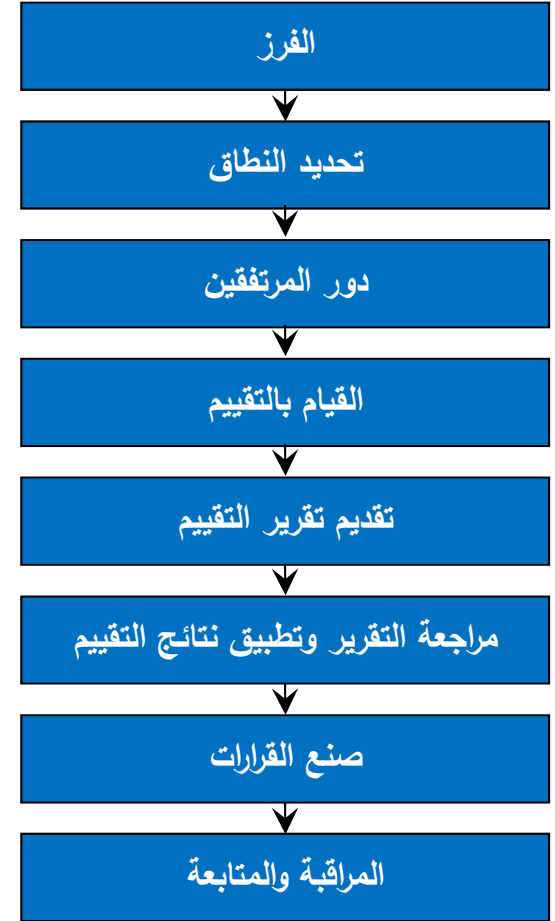 الفرز
تحديد النطاق
دور المرتفقين
القيام بالتقييم
تقديم تقرير التقييم
مراجعة التقرير وتطبيق نتائج التقييم
صنع القرارات
المراقبة والمتابعة